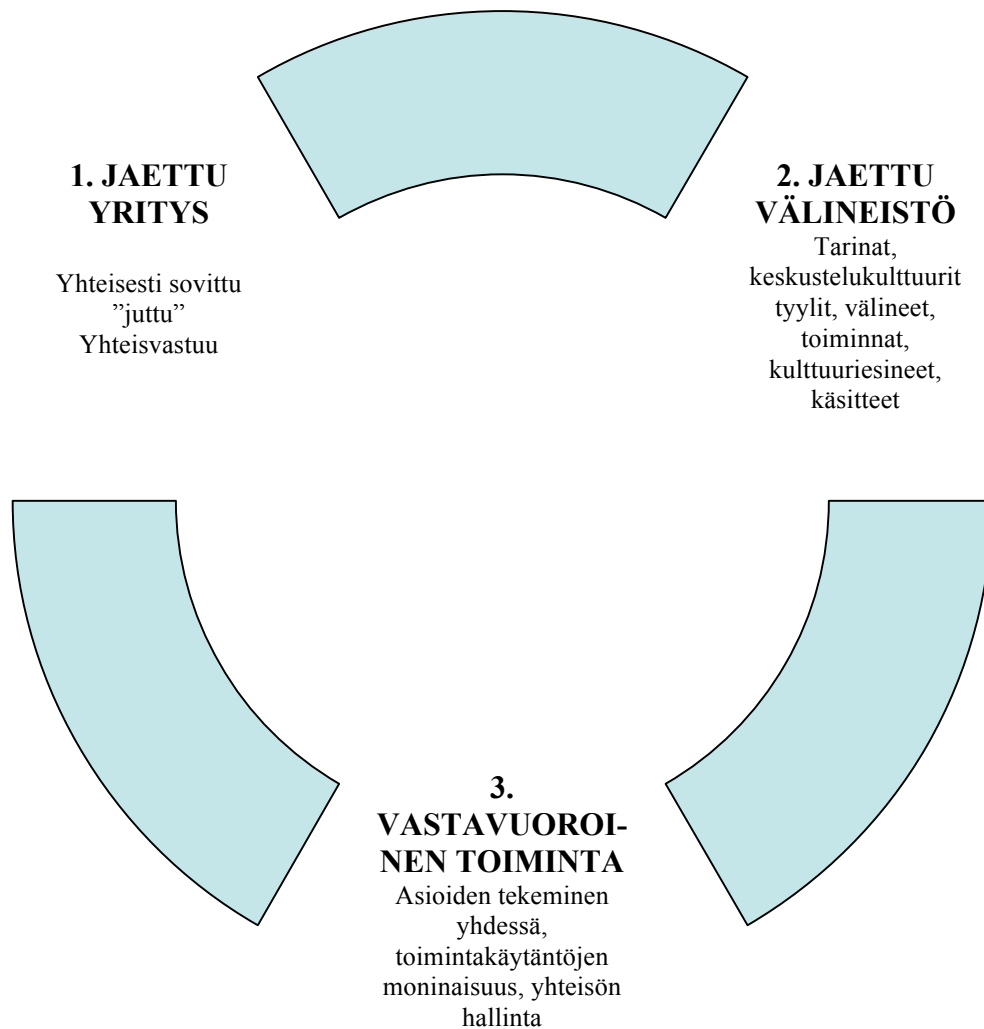 1. JAETTU
YRITYS
Yhteisesti sovittu
”juttu”
Yhteisvastuu
2. JAETTU
VÄLINEISTÖ
Tarinat,
keskustelukulttuurit
tyylit, välineet,
toiminnat,
kulttuuriesineet,
käsitteet
3.
VASTAVUOROI-
NEN TOIMINTA
Asioiden tekeminen
yhdessä,
toimintakäytäntöjen
moninaisuus, yhteisön
hallinta